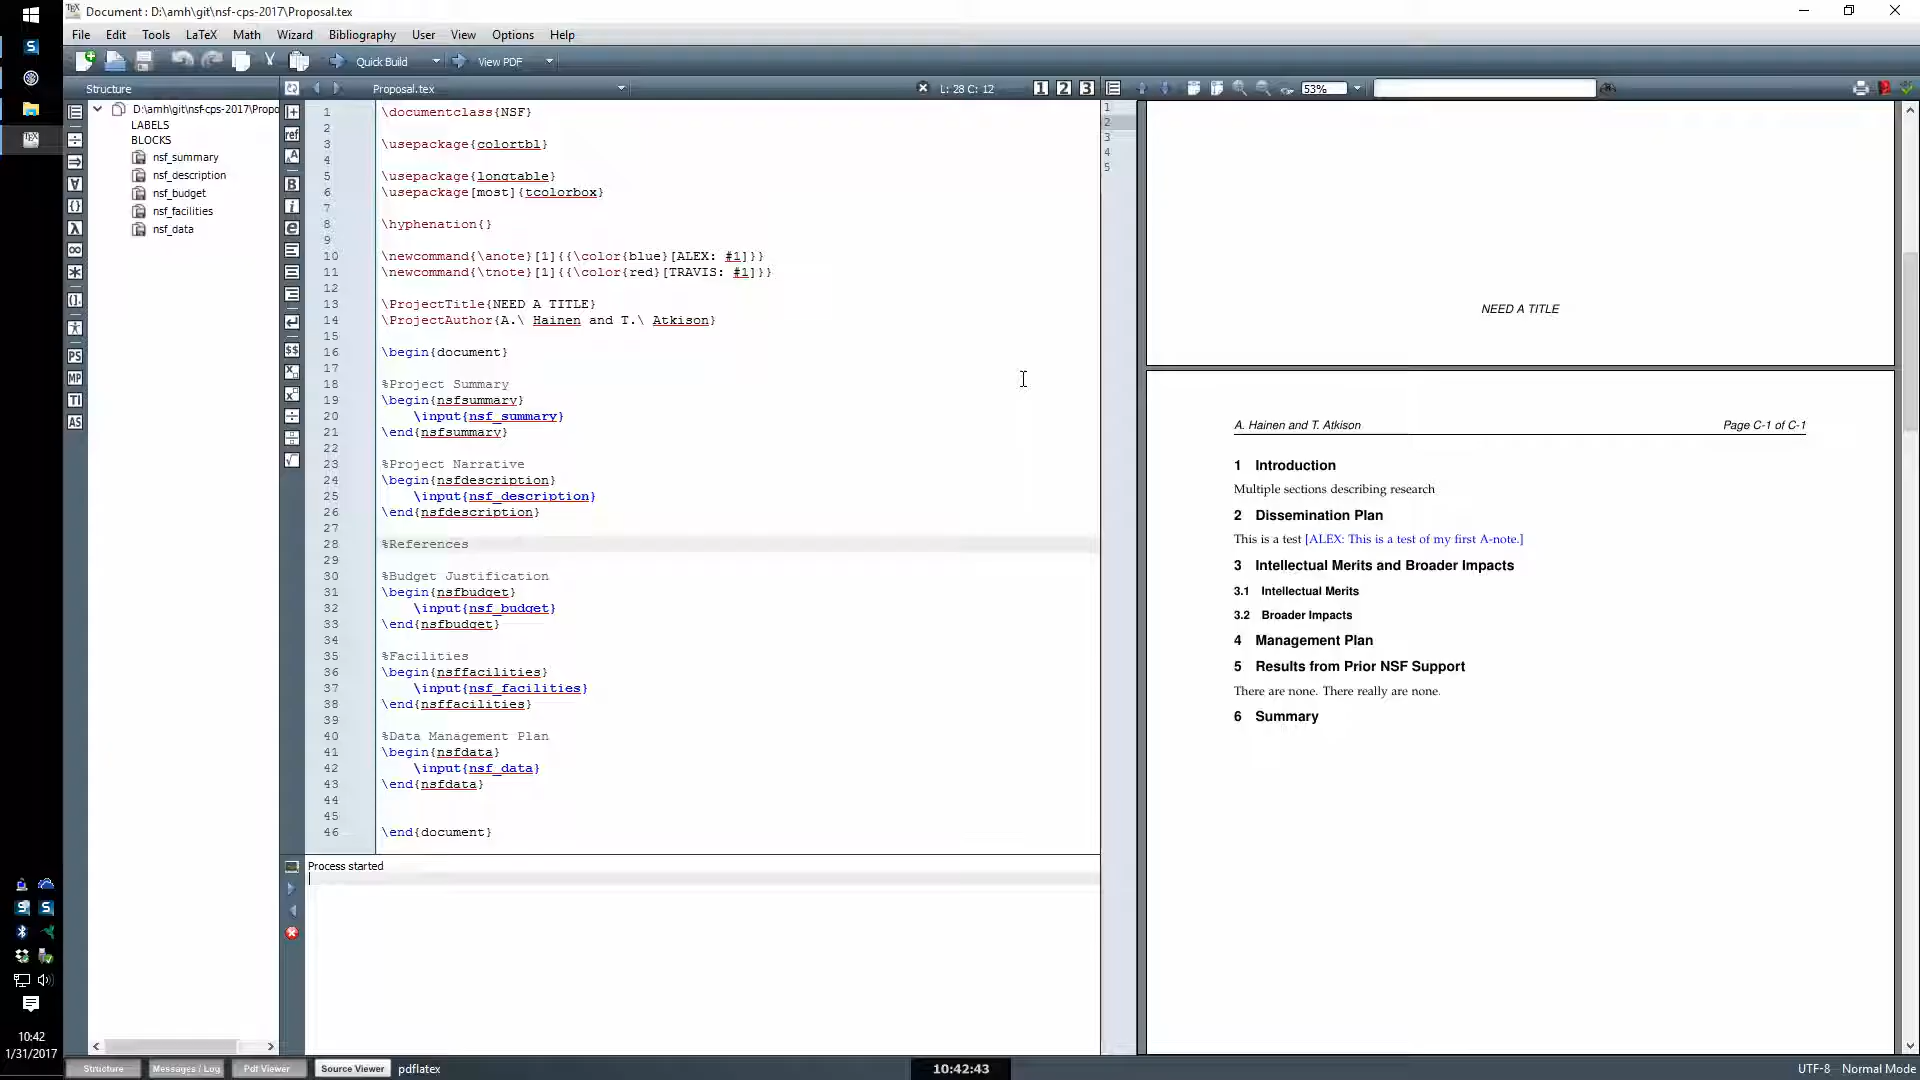 Document : D:\amh\git\nsf-cps-2017\Proposal.tex
File Edit Tools LaTeX Math Wizard Bibliography User View Options Help
Quick Build View PDF
Structure
Proposal.tex
L: 28 C: 12
1 2 3
53%
D:\amh\git\nsf-cps-2017\Propo
LABELS
BLOCKS
nsf_summary
nsf_description
nsf_budget
nsf_facilities
nsf_data
ref
B
i
e
$$
PS
MP
TI
AS
1 \documentclass{NSF}
2
3 \usepackage{colortbl}
4
5 \usepackage{longtable}
6 \usepackage[most]{tcolorbox}
7
8 \hyphenation{}
9
10 \newcommand{\anote}[1]{{\color{blue}[ALEX: #1]}}
11 \newcommand{\tnote}[1]{{\color{red}[TRAVIS: #1]}}
12
13 \ProjectTitle{NEED A TITLE}
14 \ProjectAuthor{A.\ Hainen and T.\ Atkison}
15
16 \begin{document}
17
18 %Project Summary
19 \begin{nsfsummary}
20 \input{nsf_summary}
21 \end{nsfsummary}
22
23 %Project Narrative
24 \begin{nsfdescription}
25 \input{nsf_description}
26 \end{nsfdescription}
27
28 %References
29
30 %Budget Justification
31 \begin{nsfbudget}
32 \input{nsf_budget}
33 \end{nsfbudget}
34
35 %Facilities
36 \begin{nsffacilities}
37 \input{nsf_facilities}
38 \end{nsffacilities}
39
40 %Data Management Plan
41 \begin{nsfdata}
42 \input{nsf_data}
43 \end{nsfdata}
44
45
46 \end{document}
Process started
1
2
3
4
5
NEED A TITLE
A. Hainen and T. Atkison Page C-1 of C-1
1 Introduction
Multiple sections describing research
2 Dissemination Plan
This is a test [ALEX: This is a test of my first A-note.]
3 Intellectual Merits and Broader Impacts
3.1 Intellectual Merits
3.2 Broader Impacts
4 Management Plan
5 Results from Prior NSF Support
There are none. There really are none.
6 Summary
10:42
1/31/2017
Structure Messages / Log Pdf Viewer Source Viewer pdflatex
10:42:43
UTF-8 Normal Mode